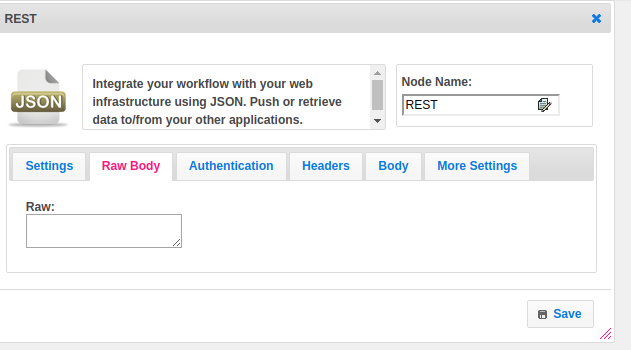 REST
JSON
Integrate your workflow with your web
infrastructure using JSON. Push or retrieve
data to/from your other applications.
Node Name:
REST
Settings
Raw Body
Authentication
Headers
Body
More Settings
Raw:
Save